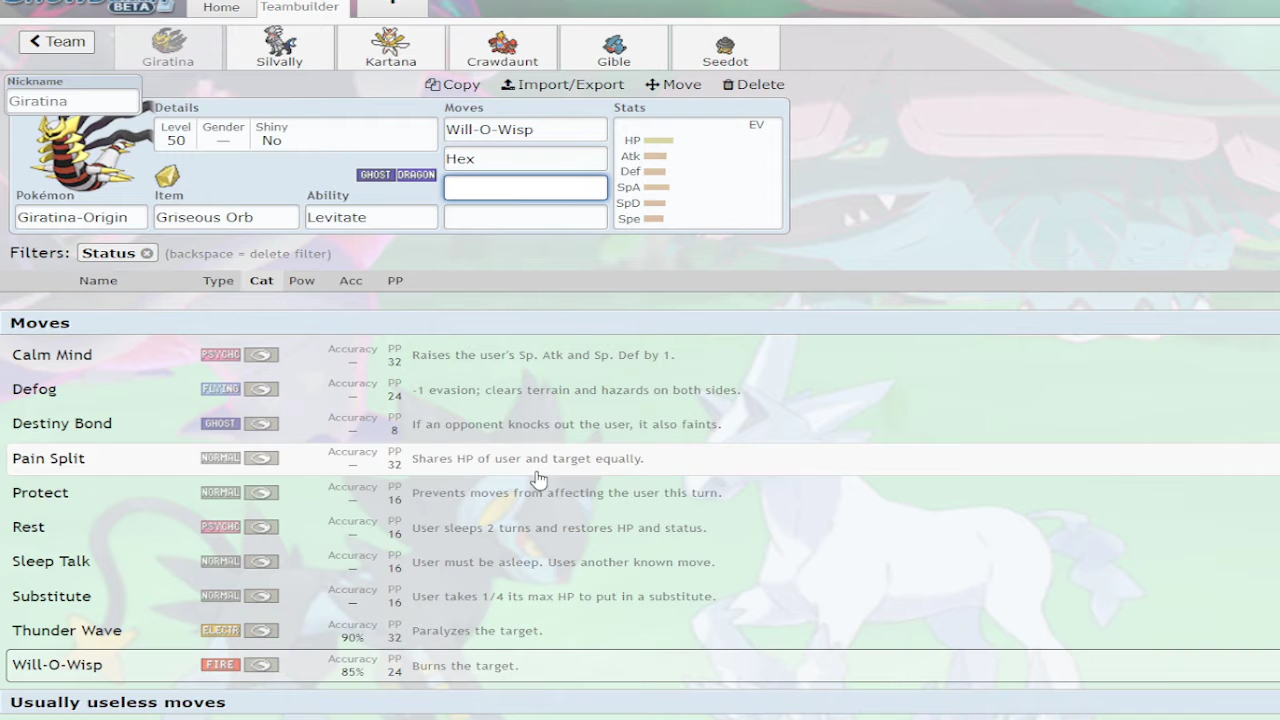 BETA
Home
Teambuilder
Team
Giratina
Silvally
Kartana
Crawdaunt
Gible
Seedot
Nickname
Giratina
Copy
Import/Export
Move
Delete
Details
Moves
Stats
Level Gender Shiny
50 — No
Will-O-Wisp
Hex
EV
HP
Atk
Def
SpA
SpD
Spe
GHOST DRAGON
Pokémon Item Ability
Giratina-Origin Griseous Orb Levitate
Filters: Status (backspace = delete filter)
Name Type Cat Pow Acc PP
Moves
Calm Mind PSYCHC Accuracy — PP 32 Raises the user's Sp. Atk and Sp. Def by 1.
Defog FLYING Accuracy — PP 24 -1 evasion; clears terrain and hazards on both sides.
Destiny Bond GHOST Accuracy — PP 8 If an opponent knocks out the user, it also faints.
Pain Split NORMAL Accuracy — PP 32 Shares HP of user and target equally.
Protect NORMAL Accuracy — PP 16 Prevents moves from affecting the user this turn.
Rest PSYCHC Accuracy — PP 16 User sleeps 2 turns and restores HP and status.
Sleep Talk NORMAL Accuracy — PP 16 User must be asleep. Uses another known move.
Substitute NORMAL Accuracy — PP 16 User takes 1/4 its max HP to put in a substitute.
Thunder Wave ELECTR Accuracy 90% PP 32 Paralyzes the target.
Will-O-Wisp FIRE Accuracy 85% PP 24 Burns the target.
Usually useless moves